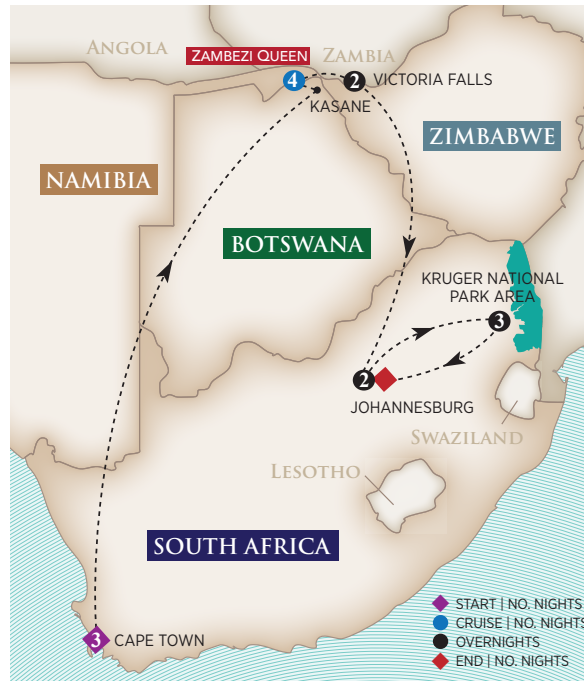 ANGOLA
ZAMBEZI QUEEN
ZAMBIA
4
2
VICTORIA FALLS
KASANE
ZIMBABWE
NAMIBIA
BOTSWANA
KRUGER NATIONAL
PARK AREA
3
2
JOHANNESBURG
SWAZILAND
LESOTHO
SOUTH AFRICA
3
CAPE TOWN
START | NO. NIGHTS
CRUISE | NO. NIGHTS
OVERNIGHTS
END | NO. NIGHTS